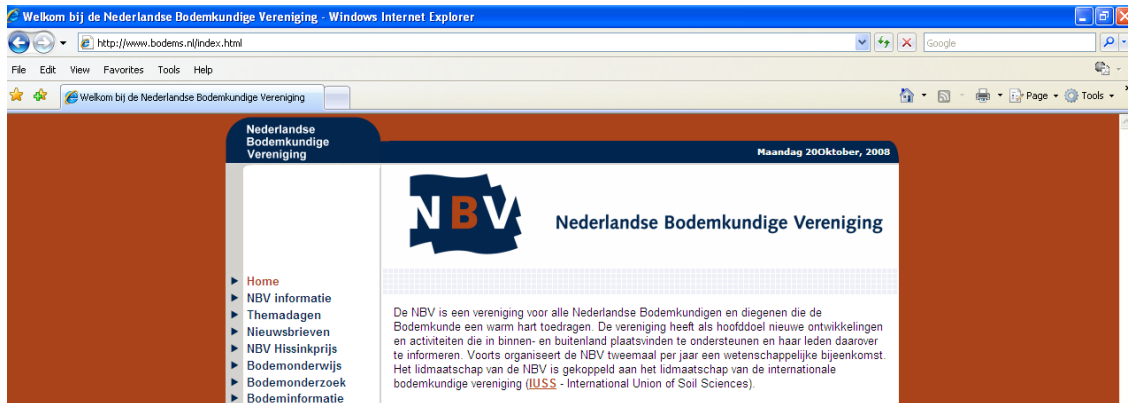 Welkom bij de Nederlandse Bodemkundige Vereniging - Windows Internet Explorer
http://www.bodems.nl/index.html
Google
File Edit View Favorites Tools Help
Welkom bij de Nederlandse Bodemkundige Vereniging
Page Tools
Nederlandse
Bodemkundige
Vereniging
Maandag 20Oktober, 2008
NBV
Nederlandse Bodemkundige Vereniging
Home
NBV informatie
Themadagen
Nieuwsbrieven
NBV Hissinkprijs
Bodemonderwijs
Bodemonderzoek
Bodeminformatie
De NBV is een vereniging voor alle Nederlandse Bodemkundigen en diegenen die de
Bodemkunde een warm hart toedragen. De vereniging heeft als hoofddoel nieuwe ontwikkelingen
en activiteiten die in binnen- en buitenland plaatsvinden te ondersteunen en haar leden daarover
te informeren. Voorts organiseert de NBV tweemaal per jaar een wetenschappelijke bijeenkomst.
Het lidmaatschap van de NBV is gekoppeld aan het lidmaatschap van de internationale
bodemkundige vereniging (IUSS - International Union of Soil Sciences).